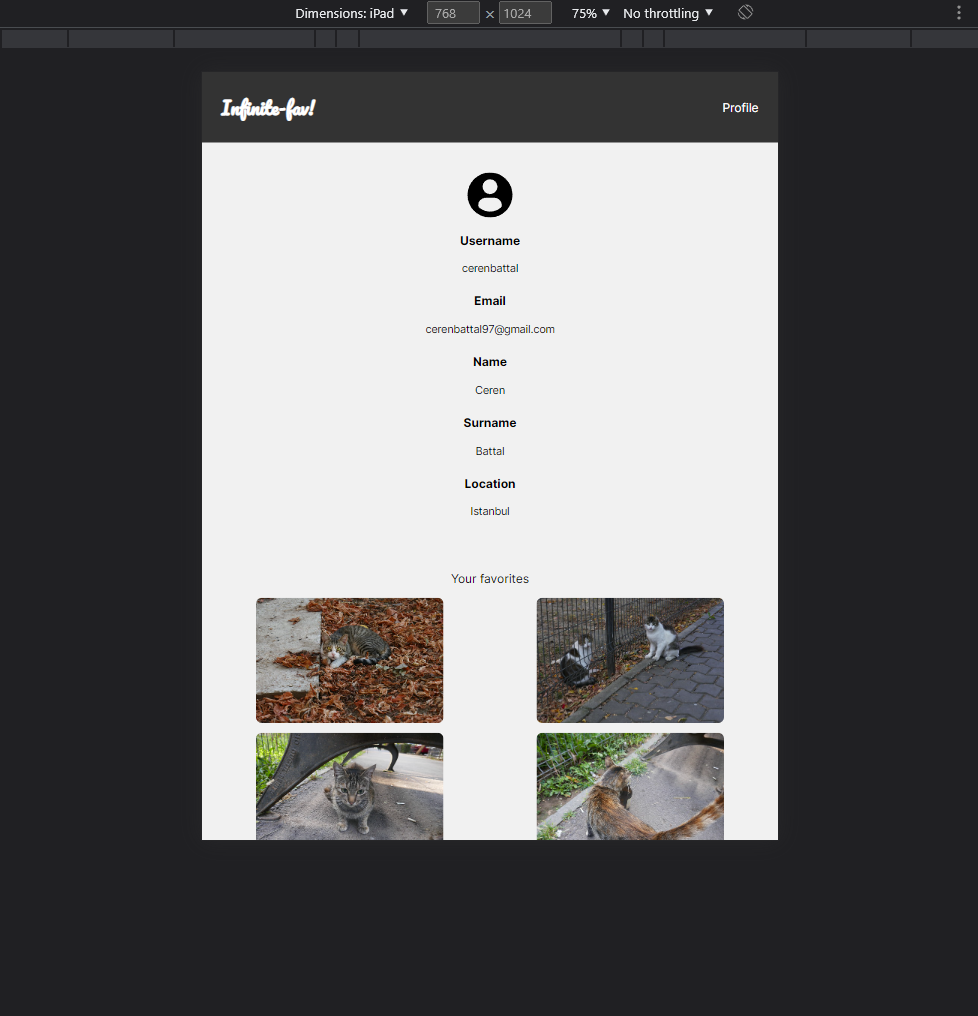 Dimensions: iPad ▼ 768 × 1024 75% ▼ No throttling ▼
Infinite-fav! Profile
Username
cerenbattal
Email
cerenbattal97@gmail.com
Name
Ceren
Surname
Battal
Location
Istanbul
Your favorites